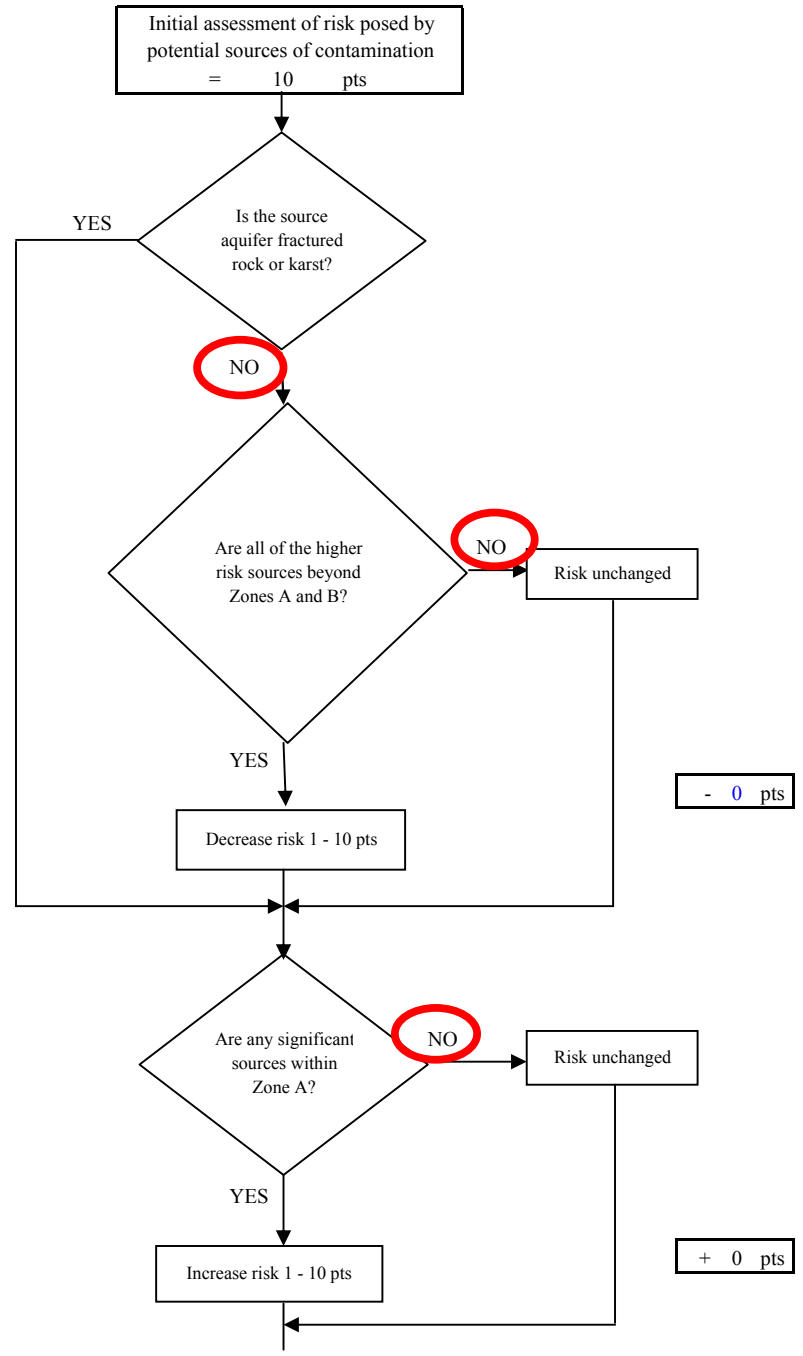 Initial assessment of risk posed by
potential sources of contamination
= 10 pts
YES
Is the source
aquifer fractured
rock or karst?
NO
Are all of the higher
risk sources beyond
Zones A and B?
NO
Risk unchanged
YES
- 0 pts
Decrease risk 1 - 10 pts
Are any significant
sources within
Zone A?
NO
Risk unchanged
YES
+ 0 pts
Increase risk 1 - 10 pts